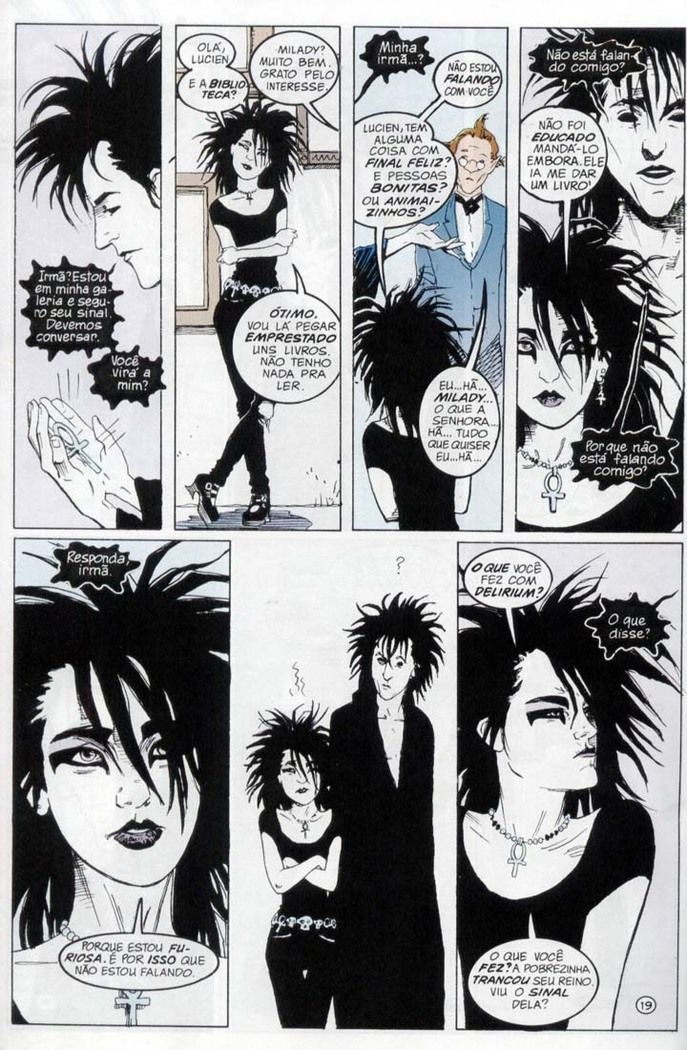 Irmã? Estou
em minha ga-
leria e segu-
ro seu sinal.
Devemos
conversar.
Você
virá a
mim?
OLÁ,
LUCIEN.
E A BIBLIO-
TECA?
MILADY?
MUITO BEM.
GRATO PELO
INTERESSE.
ÓTIMO.
VOU LÁ PEGAR
EMPRESTADO
UNS LIVROS.
NÃO TENHO
NADA PRA
LER.
Minha
irmã...?
NÃO ESTOU
FALANDO
COM VOCÊ.
LUCIEN, TEM
ALGUMA
COISA COM
FINAL FELIZ?
E PESSOAS
BONITAS?
OU ANIMAI-
ZINHOS?
EU...HÃ...
MILADY...
O QUE A
SENHORA...
HÃ... TUDO
QUE QUISER
EU...HÃ...
Não está falan-
do comigo?
NÃO FOI
EDUCADO
MANDÁ-LO
EMBORA. ELE
IA ME DAR
UM LIVRO!
Por que não
está falando
comigo?
Responda,
irmã.
PORQUE ESTOU FU-
RIOSA. É POR ISSO QUE
NÃO ESTOU FALANDO.
?
O QUE VOCÊ
FEZ COM
DELIRIUM?
O que
disse?
O QUE VOCÊ
FEZ? A POBREZINHA
TRANCOU SEU REINO.
VIU O SINAL
DELA?
19